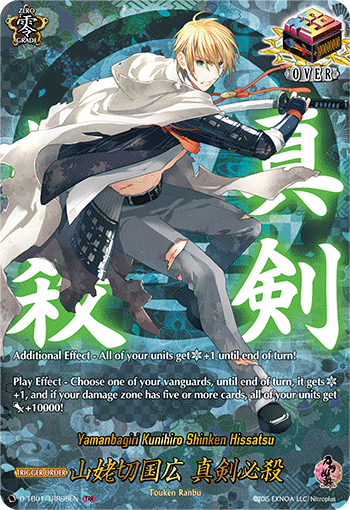 ZERO
零
GRADE
OVER
真剣
必殺
Additional Effect - All of your units get +1 until end of turn!
Play Effect - Choose one of your vanguards, until end of turn, it gets
+1, and if your damage zone has five or more cards, all of your units get
+10000!
Yamanbagiri Kunihiro Shinken Hissatsu
TRIGGER ORDER
山姥切国広 真剣必殺
Touken Ranbu
©2015 EXNOA LLC/Nitroplus